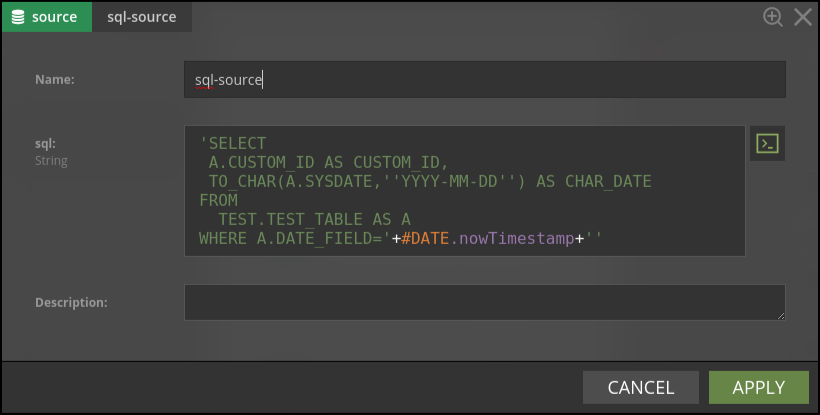 source sql-source
Name: sql-source
sql:
String
'SELECT
A.CUSTOM_ID AS CUSTOM_ID,
TO_CHAR(A.SYSDATE,''YYYY-MM-DD'') AS CHAR_DATE
FROM
TEST.TEST_TABLE AS A
WHERE A.DATE_FIELD='+#DATE.nowTimestamp+''
Description:
CANCEL APPLY